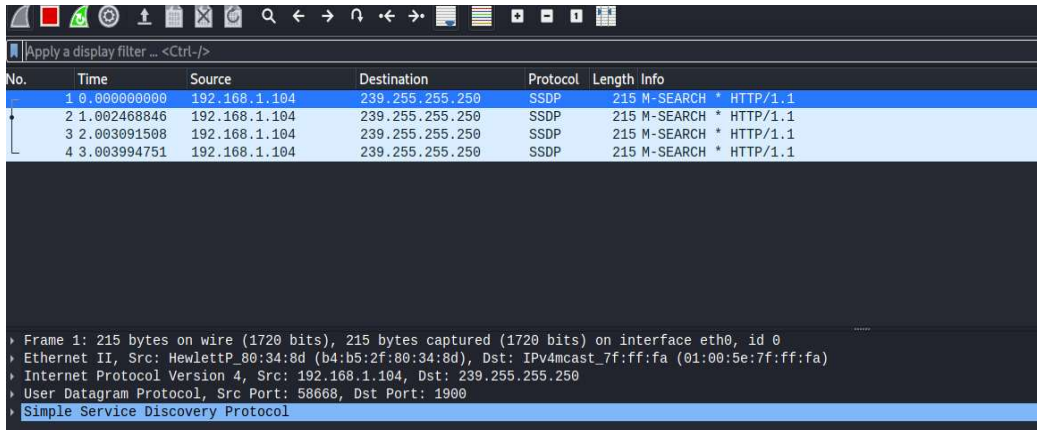 Apply a display filter ... <Ctrl-/>
No. Time Source Destination Protocol Length Info
1 0.000000000 192.168.1.104 239.255.255.250 SSDP 215 M-SEARCH * HTTP/1.1
2 1.002468846 192.168.1.104 239.255.255.250 SSDP 215 M-SEARCH * HTTP/1.1
3 2.003091508 192.168.1.104 239.255.255.250 SSDP 215 M-SEARCH * HTTP/1.1
4 3.003994751 192.168.1.104 239.255.255.250 SSDP 215 M-SEARCH * HTTP/1.1
Frame 1: 215 bytes on wire (1720 bits), 215 bytes captured (1720 bits) on interface eth0, id 0
Ethernet II, Src: HewlettP_80:34:8d (b4:b5:2f:80:34:8d), Dst: IPv4mcast_7f:ff:fa (01:00:5e:7f:ff:fa)
Internet Protocol Version 4, Src: 192.168.1.104, Dst: 239.255.255.250
User Datagram Protocol, Src Port: 58668, Dst Port: 1900
Simple Service Discovery Protocol